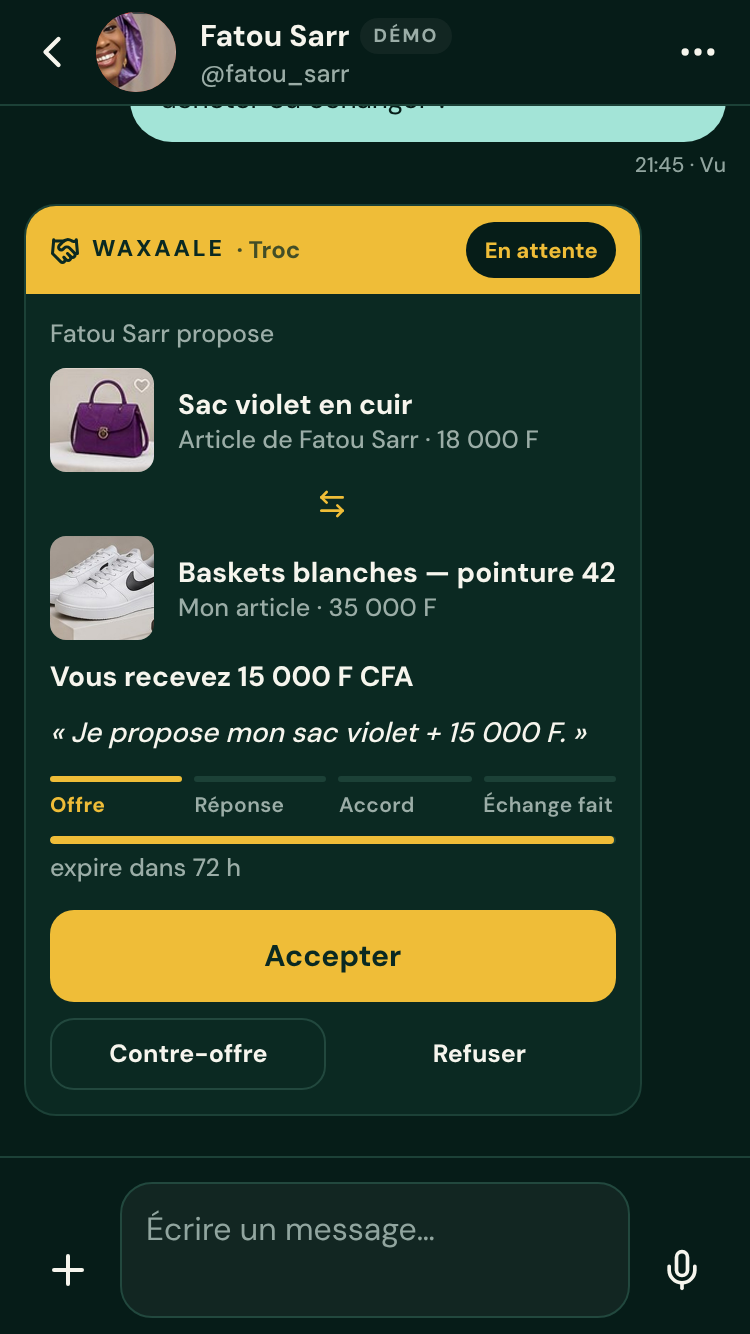 Fatou Sarr DÉMO
@fatou_sarr
21:45 · Vu
WAXAALE · Troc En attente
Fatou Sarr propose
Sac violet en cuir
Article de Fatou Sarr · 18 000 F
Baskets blanches — pointure 42
Mon article · 35 000 F
Vous recevez 15 000 F CFA
« Je propose mon sac violet + 15 000 F. »
Offre Réponse Accord Échange fait
expire dans 72 h
Accepter
Contre-offre Refuser
Écrire un message…